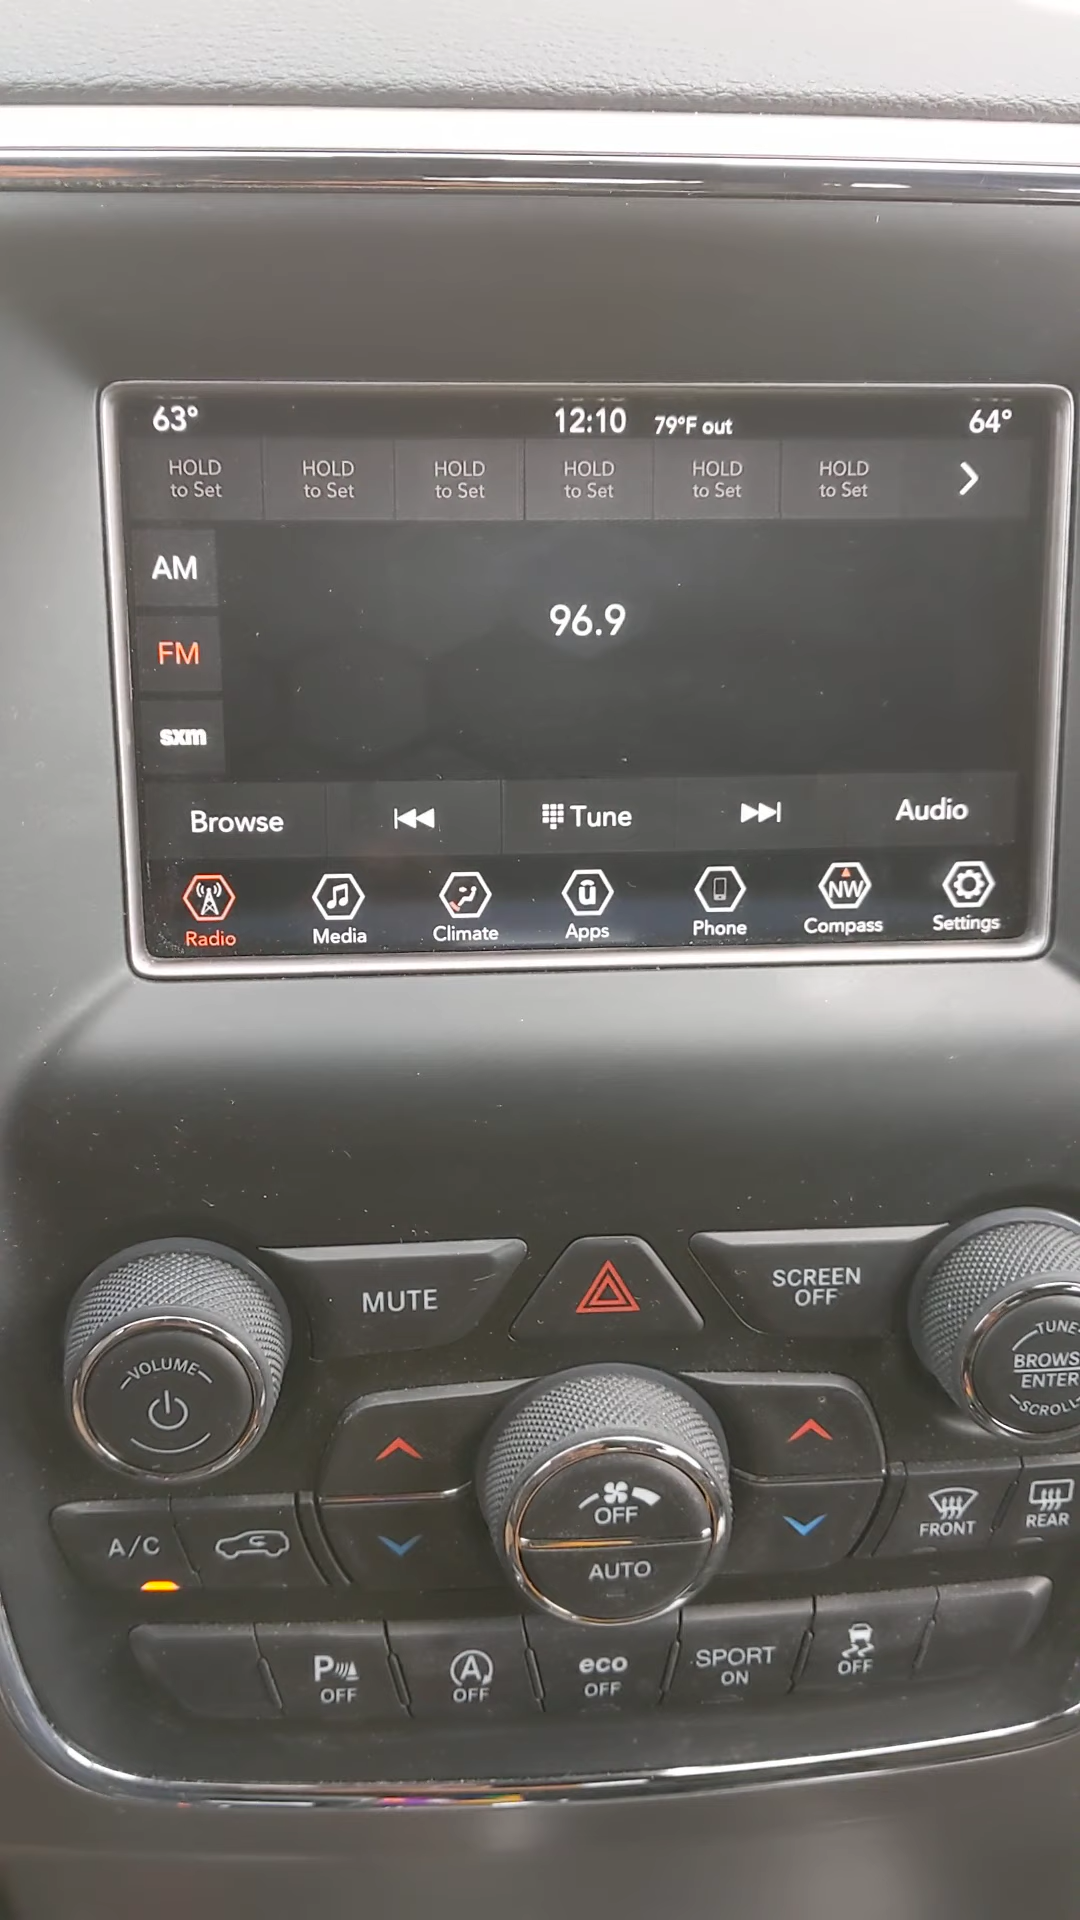 63° 12:10 79°F out 64°
HOLD HOLD HOLD HOLD HOLD HOLD
to Set to Set to Set to Set to Set to Set
AM
96.9
FM
sxm
Browse Tune Audio
NW
Radio Media Climate Apps Phone Compass Settings
MUTE
SCREEN
OFF
VOLUME
TUNE
BROWS
ENTER
SCROLL
OFF
AUTO
A/C
FRONT
REAR
P
OFF
A
OFF
eco
OFF
SPORT
ON
OFF